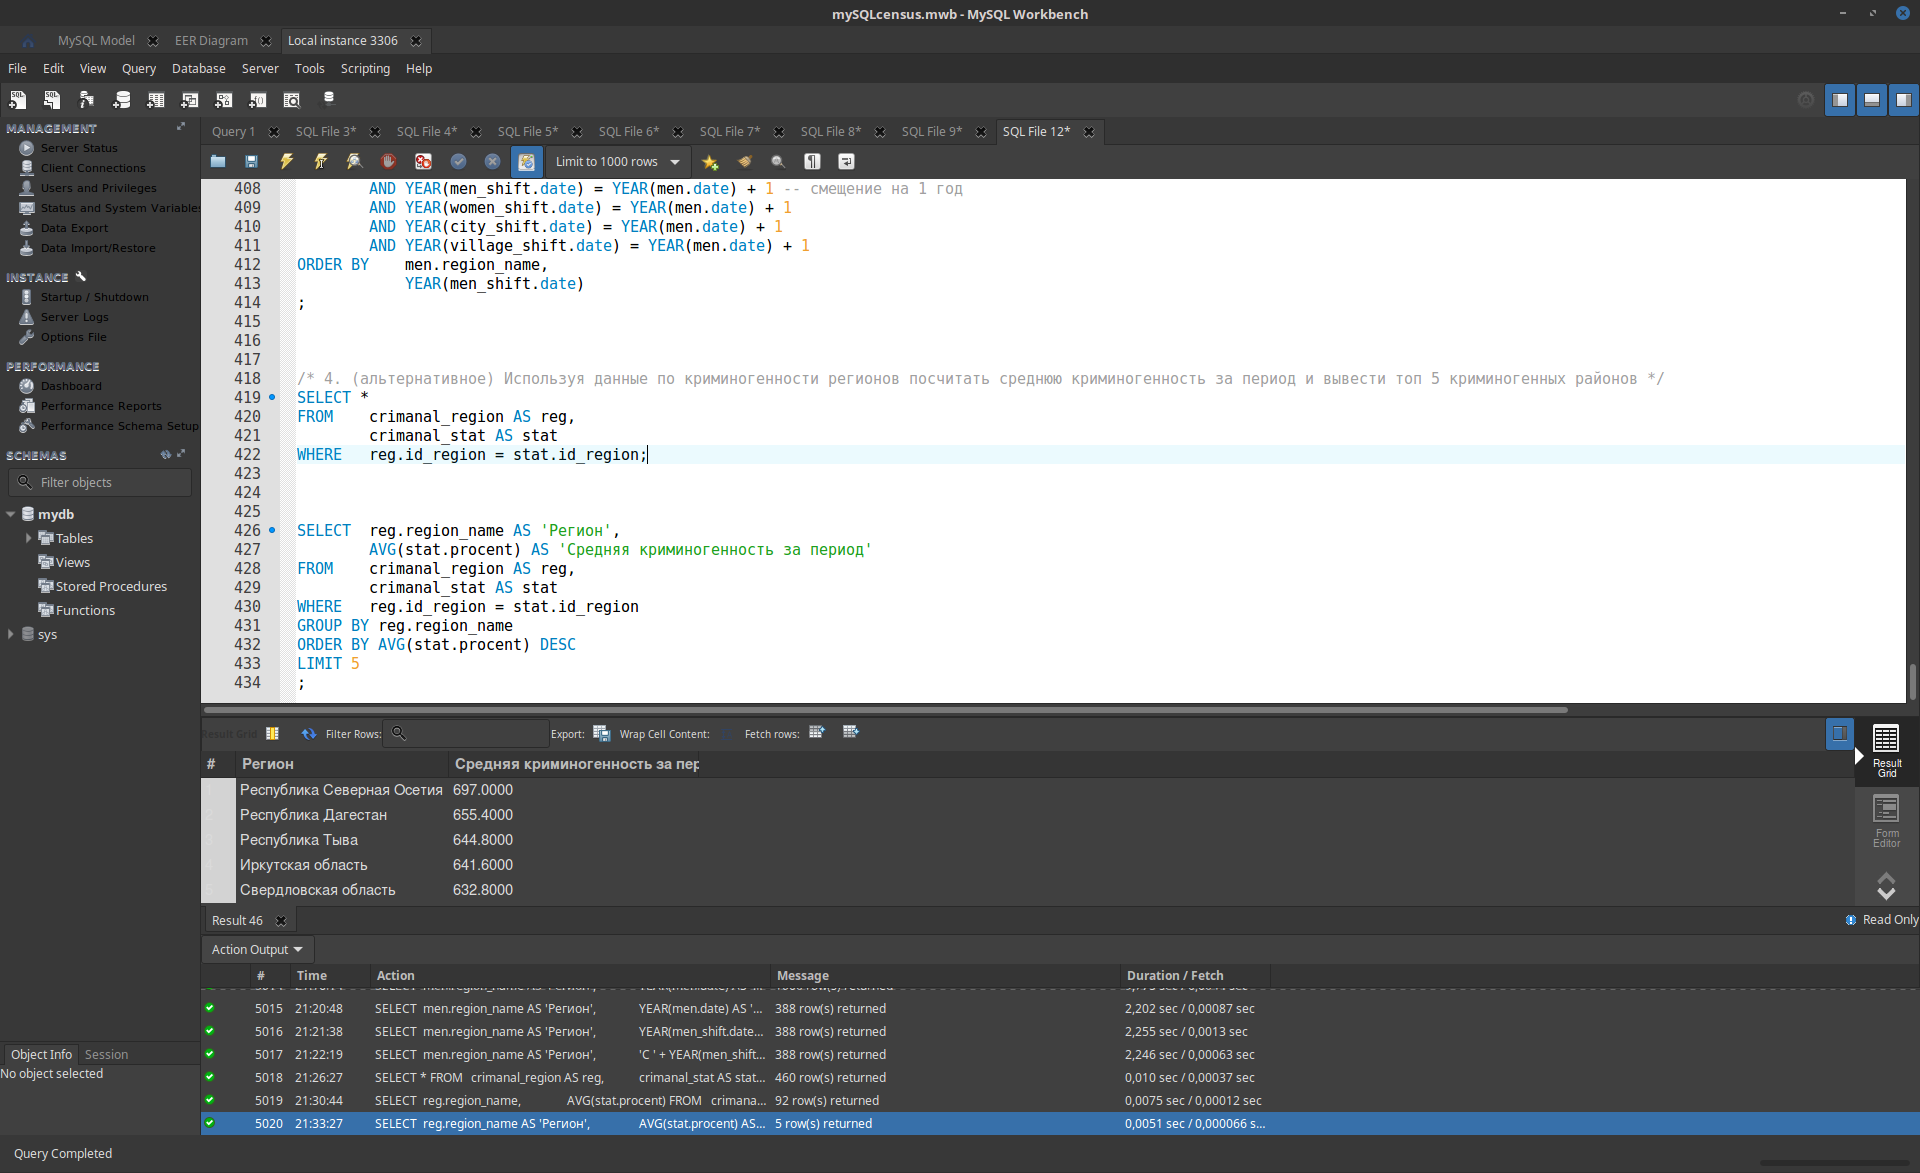 mySQLcensus.mwb - MySQL Workbench
MySQL Model
EER Diagram
Local instance 3306
File Edit View Query Database Server Tools Scripting Help
MANAGEMENT
Server Status
Client Connections
Users and Privileges
Status and System Variables
Data Export
Data Import/Restore
INSTANCE
Startup / Shutdown
Server Logs
Options File
PERFORMANCE
Dashboard
Performance Reports
Performance Schema Setup
SCHEMAS
Filter objects
mydb
Tables
Views
Stored Procedures
Functions
sys
Object Info Session
No object selected
Query 1 SQL File 3* SQL File 4* SQL File 5* SQL File 6* SQL File 7* SQL File 8* SQL File 9* SQL File 12*
Limit to 1000 rows
408 AND YEAR(men_shift.date) = YEAR(men.date) + 1 -- смещение на 1 год
409 AND YEAR(women_shift.date) = YEAR(men.date) + 1
410 AND YEAR(city_shift.date) = YEAR(men.date) + 1
411 AND YEAR(village_shift.date) = YEAR(men.date) + 1
412 ORDER BY men.region_name,
413 YEAR(men_shift.date)
414 ;
415
416
417
418 /* 4. (альтернативное) Используя данные по криминогенности регионов посчитать среднюю криминогенность за период и вывести топ 5 криминогенных районов */
419 SELECT *
420 FROM crimanal_region AS reg,
421 crimanal_stat AS stat
422 WHERE reg.id_region = stat.id_region;
423
424
425
426 SELECT reg.region_name AS 'Регион',
427 AVG(stat.procent) AS 'Средняя криминогенность за период'
428 FROM crimanal_region AS reg,
429 crimanal_stat AS stat
430 WHERE reg.id_region = stat.id_region
431 GROUP BY reg.region_name
432 ORDER BY AVG(stat.procent) DESC
433 LIMIT 5
434 ;
Result Grid Filter Rows: Export: Wrap Cell Content: Fetch rows:
# Регион Средняя криминогенность за пер
Республика Северная Осетия 697.0000
Республика Дагестан 655.4000
Республика Тыва 644.8000
Иркутская область 641.6000
Свердловская область 632.8000
Result
Grid
Form
Editor
Result 46
Read Only
Action Output
# Time Action Message Duration / Fetch
5015 21:20:48 SELECT men.region_name AS 'Регион', YEAR(men.date) AS '... 388 row(s) returned 2,202 sec / 0,00087 sec
5016 21:21:38 SELECT men.region_name AS 'Регион', YEAR(men_shift.date... 388 row(s) returned 2,255 sec / 0,0013 sec
5017 21:22:19 SELECT men.region_name AS 'Регион', 'С ' + YEAR(men_shift... 388 row(s) returned 2,246 sec / 0,00063 sec
5018 21:26:27 SELECT * FROM crimanal_region AS reg, crimanal_stat AS stat... 460 row(s) returned 0,010 sec / 0,00037 sec
5019 21:30:44 SELECT reg.region_name, AVG(stat.procent) FROM crimana... 92 row(s) returned 0,0075 sec / 0,00012 sec
5020 21:33:27 SELECT reg.region_name AS 'Регион', AVG(stat.procent) AS... 5 row(s) returned 0,0051 sec / 0,000066 s...
Query Completed